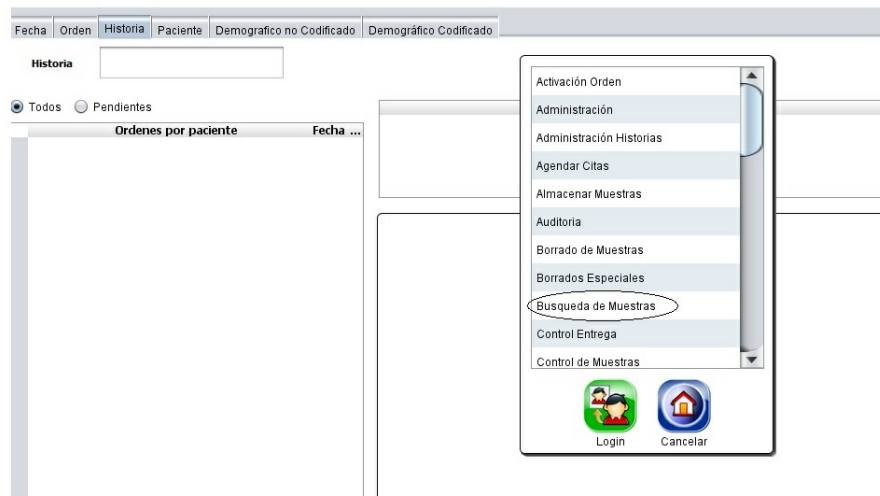 Fecha Orden Historia Paciente Demografico no Codificado Demográfico Codificado
Historia
Todos Pendientes
Ordenes por paciente Fecha ...
Activación Orden
Administración
Administración Historias
Agendar Citas
Almacenar Muestras
Auditoria
Borrado de Muestras
Borrados Especiales
Busqueda de Muestras
Control Entrega
Control de Muestras
Login Cancelar